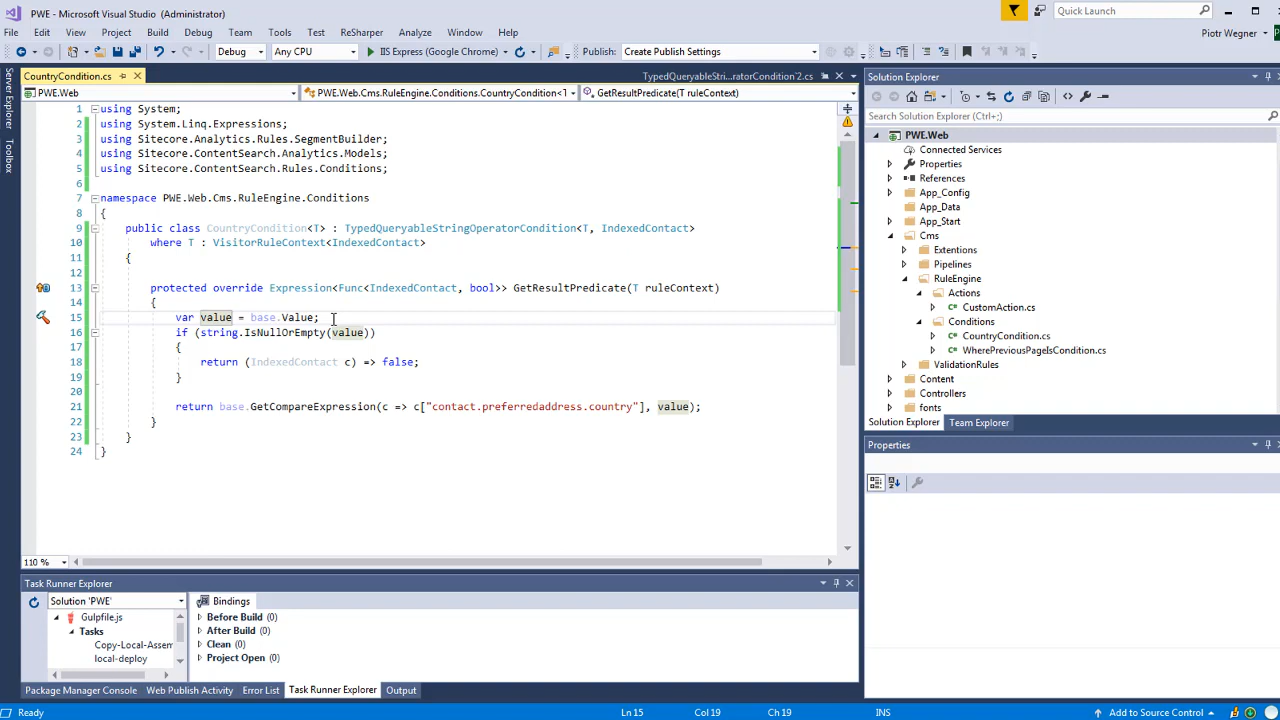 PWE - Microsoft Visual Studio (Administrator)
Quick Launch
File Edit View Project Build Debug Team Tools Test ReSharper Analyze Window Help
Piotr Wegner
Debug Any CPU IIS Express (Google Chrome) Publish: Create Publish Settings
Server Explorer
Toolbox
CountryCondition.cs
TypedQueryableStri...ratorCondition`2.cs
PWE.Web
PWE.Web.Cms.RuleEngine.Conditions.CountryCondition<T
GetResultPredicate(T ruleContext)
1 using System;
2 using System.Linq.Expressions;
3 using Sitecore.Analytics.Rules.SegmentBuilder;
4 using Sitecore.ContentSearch.Analytics.Models;
5 using Sitecore.ContentSearch.Rules.Conditions;
6
7 namespace PWE.Web.Cms.RuleEngine.Conditions
8 {
9 public class CountryCondition<T> : TypedQueryableStringOperatorCondition<T, IndexedContact>
10 where T : VisitorRuleContext<IndexedContact>
11 {
12
13 protected override Expression<Func<IndexedContact, bool>> GetResultPredicate(T ruleContext)
14 {
15 var value = base.Value;
16 if (string.IsNullOrEmpty(value))
17 {
18 return (IndexedContact c) => false;
19 }
20
21 return base.GetCompareExpression(c => c["contact.preferredaddress.country"], value);
22 }
23 }
24 }
110 %
Solution Explorer
Search Solution Explorer (Ctrl+;)
PWE.Web
Connected Services
Properties
References
App_Config
App_Data
App_Start
Cms
Extentions
Pipelines
RuleEngine
Actions
CustomAction.cs
Conditions
CountryCondition.cs
WherePreviousPageIsCondition.cs
ValidationRules
Content
Controllers
fonts
Solution Explorer Team Explorer
Properties
Task Runner Explorer
Solution 'PWE'
Gulpfile.js
Tasks
Copy-Local-Assem
local-deploy
Bindings
Before Build (0)
After Build (0)
Clean (0)
Project Open (0)
Package Manager Console Web Publish Activity Error List Task Runner Explorer Output
Ready Ln 15 Col 19 Ch 19 INS Add to Source Control